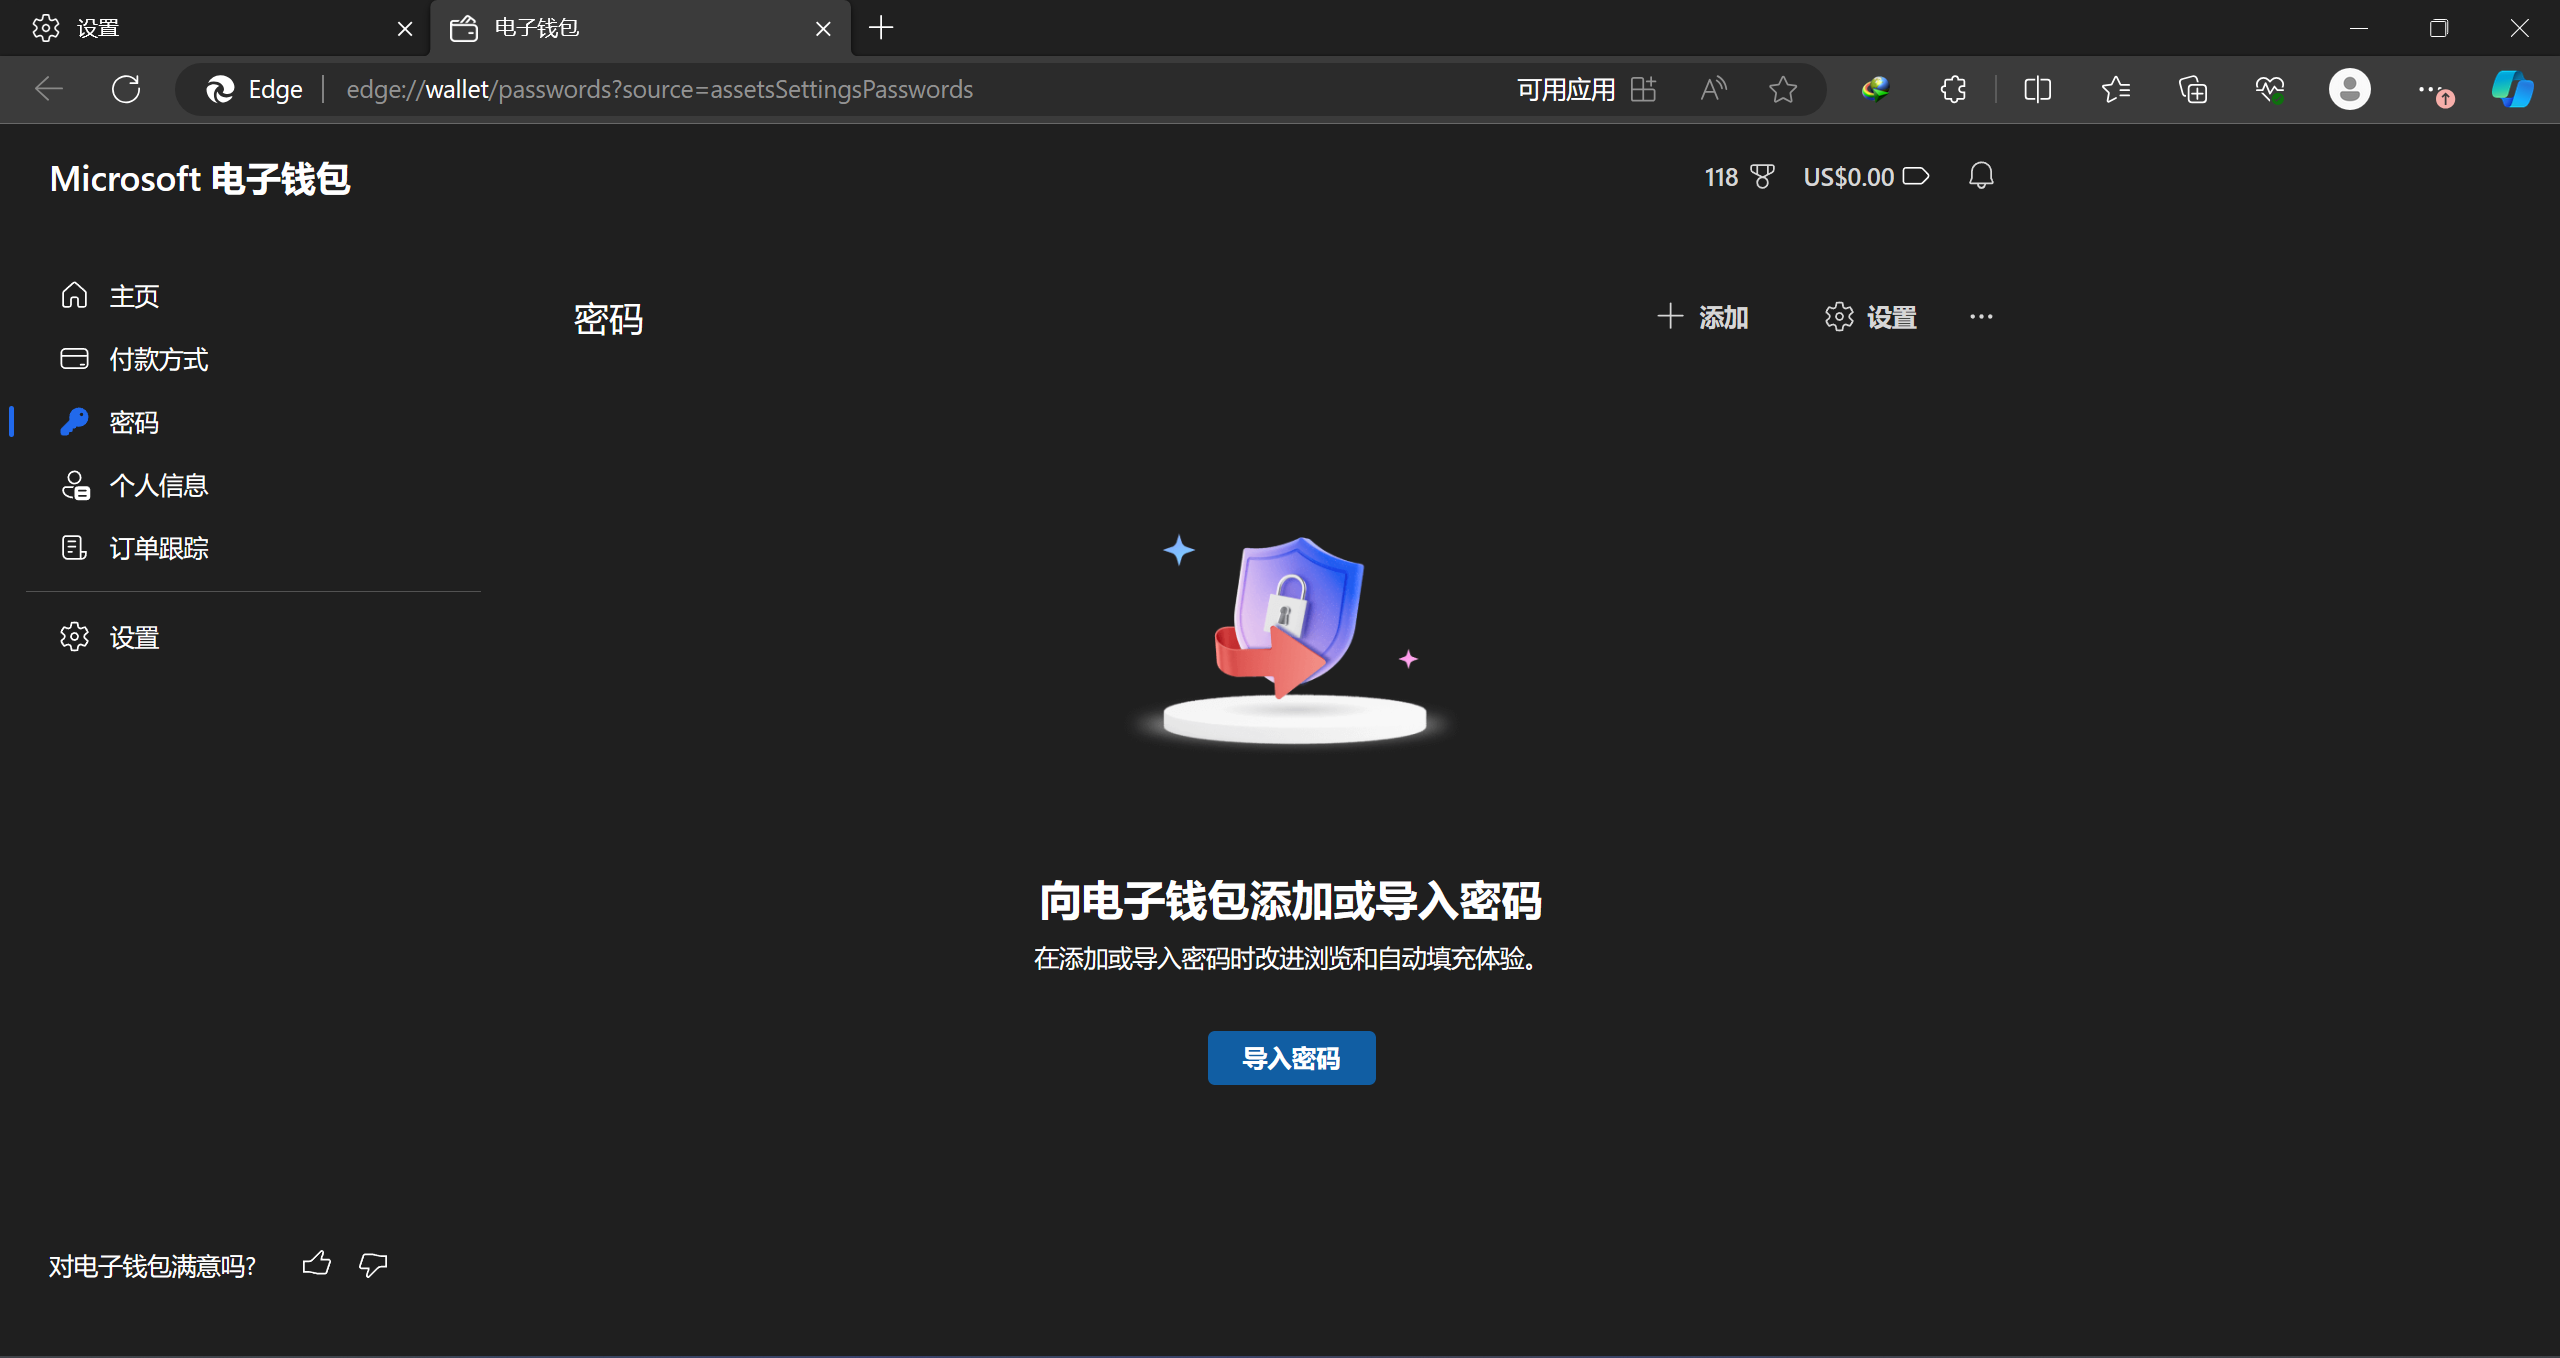 设置
电子钱包
Edge
edge://wallet/passwords?source=assetsSettingsPasswords
可用应用
Microsoft 电子钱包
118
US$0.00
主页
付款方式
密码
个人信息
订单跟踪
设置
密码
添加
设置
向电子钱包添加或导入密码
在添加或导入密码时改进浏览和自动填充体验。
导入密码
对电子钱包满意吗?